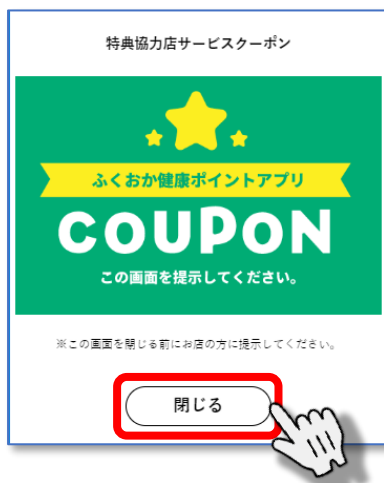 特典協力店サービスクーポン
ふくおか健康ポイントアプリ
COUPON
この画面を提示してください。
※この画面を閉じる前にお店の方に提示してください。
閉じる